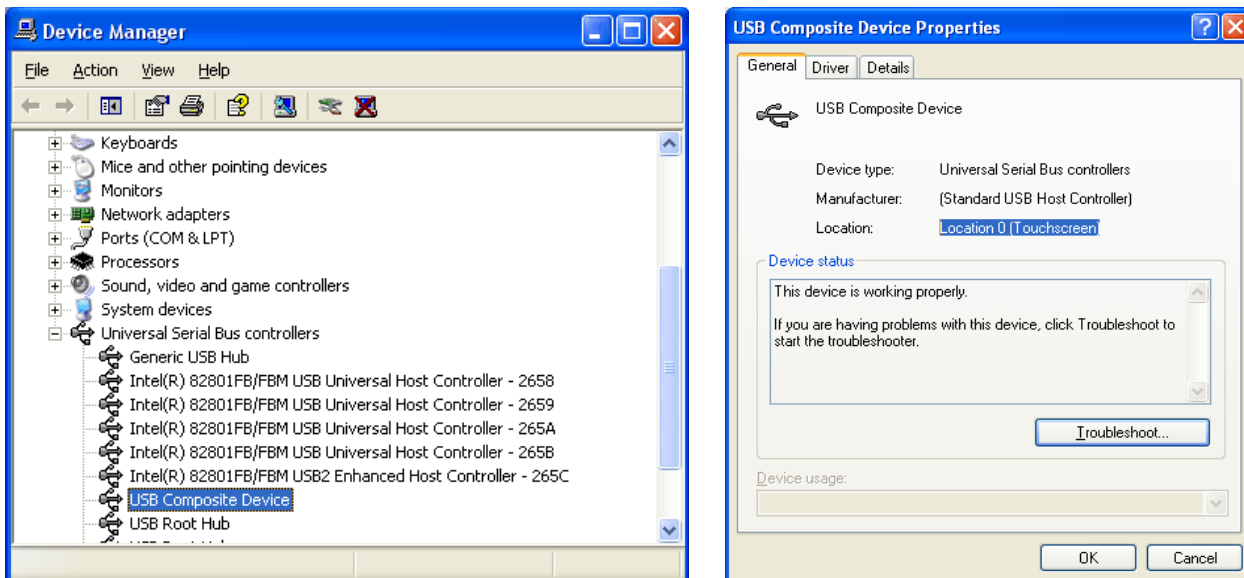 Device Manager
File Action View Help
Keyboards
Mice and other pointing devices
Monitors
Network adapters
Ports (COM & LPT)
Processors
Sound, video and game controllers
System devices
Universal Serial Bus controllers
Generic USB Hub
Intel(R) 82801FB/FBM USB Universal Host Controller - 2658
Intel(R) 82801FB/FBM USB Universal Host Controller - 2659
Intel(R) 82801FB/FBM USB Universal Host Controller - 265A
Intel(R) 82801FB/FBM USB Universal Host Controller - 265B
Intel(R) 82801FB/FBM USB2 Enhanced Host Controller - 265C
USB Composite Device
USB Root Hub
USB Composite Device Properties
General Driver Details
USB Composite Device
Device type: Universal Serial Bus controllers
Manufacturer: (Standard USB Host Controller)
Location: Location 0 (Touchscreen)
Device status
This device is working properly.
If you are having problems with this device, click Troubleshoot to
start the troubleshooter.
Troubleshoot...
Device usage:
OK Cancel